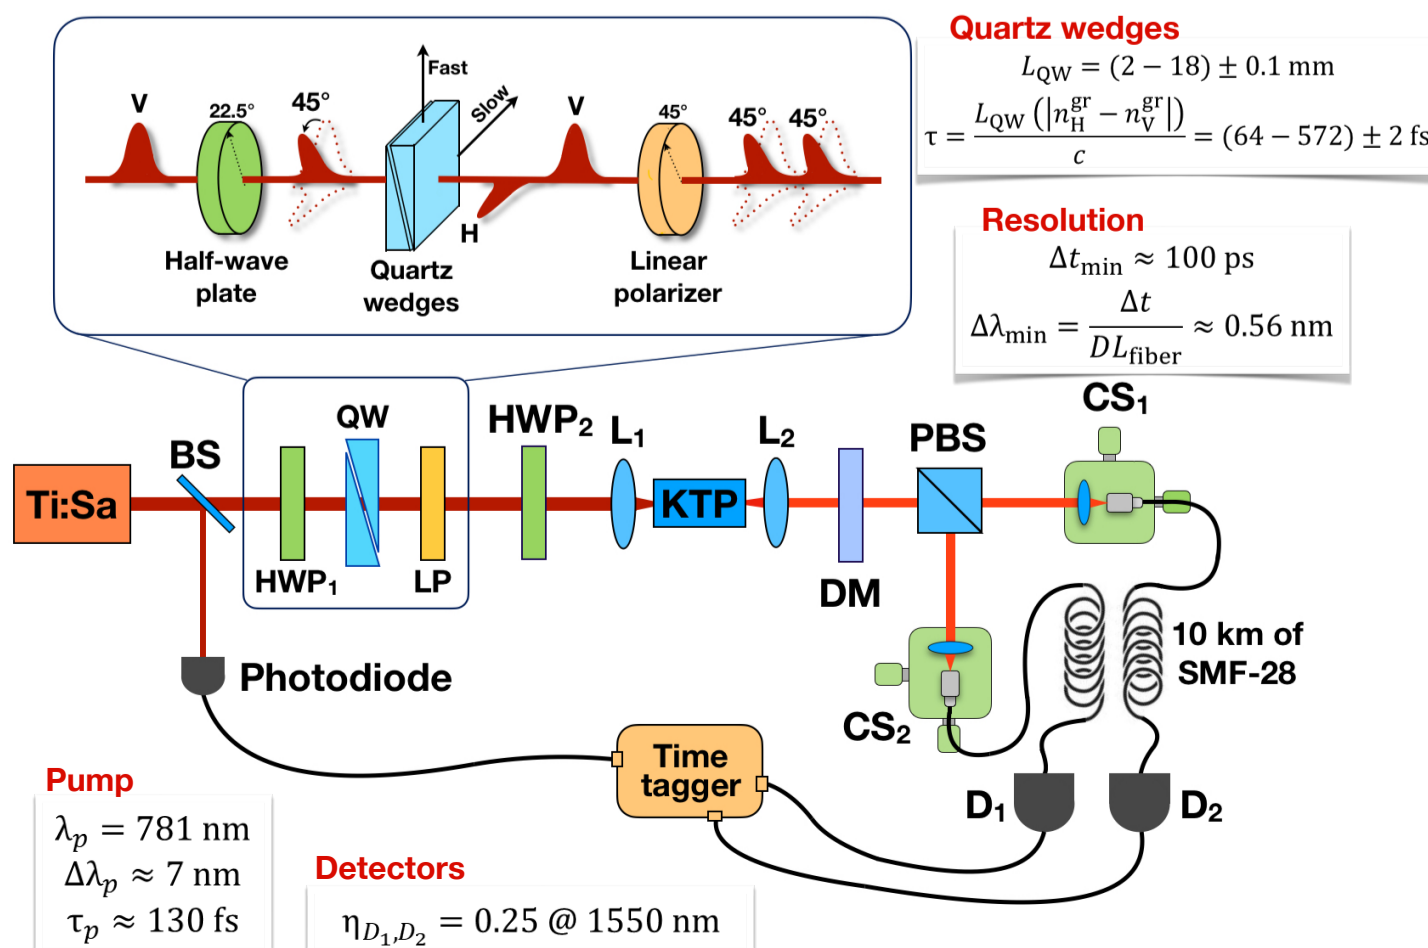 Quartz wedges
L_QW = (2 − 18) ± 0.1 mm
τ = L_QW (|n_H^gr − n_V^gr|) / c = (64 − 572) ± 2 fs
Resolution
Δt_min ≈ 100 ps
Δλ_min = Δt / DL_fiber ≈ 0.56 nm
V
22.5°
45°
Fast
Slow
V
H
45°
45°
45°
Half-wave
plate
Quartz
wedges
Linear
polarizer
Ti:Sa
BS
HWP₁
QW
LP
HWP₂
L₁
KTP
L₂
DM
PBS
CS₁
CS₂
10 km of
SMF-28
Photodiode
Time
tagger
D₁
D₂
Pump
λ_p = 781 nm
Δλ_p ≈ 7 nm
τ_p ≈ 130 fs
Detectors
η_D₁,D₂ = 0.25 @ 1550 nm